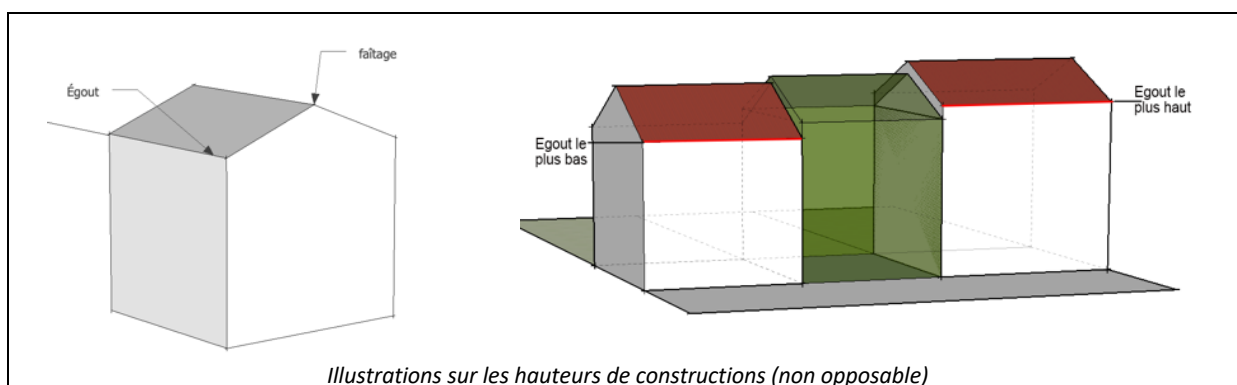 faîtage
Égout
Egout le
plus bas
Egout le
plus haut
Illustrations sur les hauteurs de constructions (non opposable)